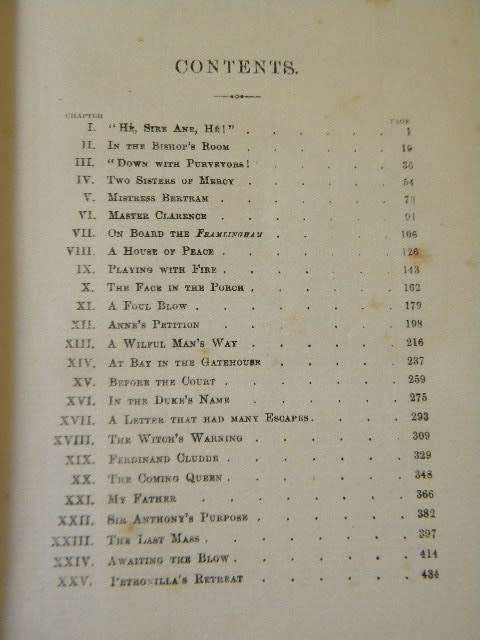 CONTENTS.
CHAPTER PAGE
I. "HÉ, SIRE ANE, HÉ!" . . . . . 1
II. IN THE BISHOP'S ROOM . . . . . 19
III. "DOWN WITH PURVEYORS! . . . . . 36
IV. TWO SISTERS OF MERCY . . . . . 54
V. MISTRESS BERTRAM . . . . . 73
VI. MASTER CLARENCE . . . . . 91
VII. ON BOARD THE FRAMLINGHAM . . . . 106
VIII. A HOUSE OF PEACE . . . . . . 126
IX. PLAYING WITH FIRE . . . . . . 143
X. THE FACE IN THE PORCH . . . . . 162
XI. A FOUL BLOW . . . . . . . 179
XII. ANNE'S PETITION . . . . . . 198
XIII. A WILFUL MAN'S WAY . . . . . 216
XIV. AT BAY IN THE GATEHOUSE . . . . . 237
XV. BEFORE THE COURT . . . . . . 259
XVI. IN THE DUKE'S NAME . . . . . 275
XVII. A LETTER THAT HAD MANY ESCAPES . . . . 293
XVIII. THE WITCH'S WARNING . . . . . 309
XIX. FERDINAND CLUDDE . . . . . . 329
XX. THE COMING QUEEN . . . . . . 348
XXI. MY FATHER . . . . . . . 366
XXII. SIR ANTHONY'S PURPOSE . . . . . 382
XXIII. THE LAST MASS . . . . . . . 397
XXIV. AWAITING THE BLOW . . . . . . 414
XXV. PETRONILLA'S RETREAT . . . . . 434